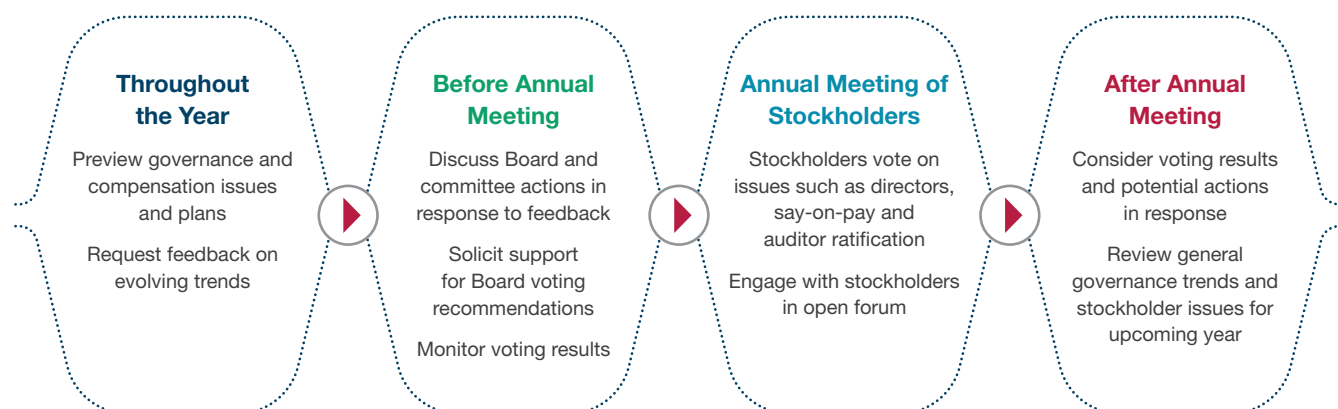 Throughout
the Year
Preview governance and
compensation issues
and plans
Request feedback on
evolving trends
Before Annual
Meeting
Discuss Board and
committee actions in
response to feedback
Solicit support
for Board voting
recommendations
Monitor voting results
Annual Meeting of
Stockholders
Stockholders vote on
issues such as directors,
say-on-pay and
auditor ratification
Engage with stockholders
in open forum
After Annual
Meeting
Consider voting results
and potential actions
in response
Review general
governance trends and
stockholder issues for
upcoming year